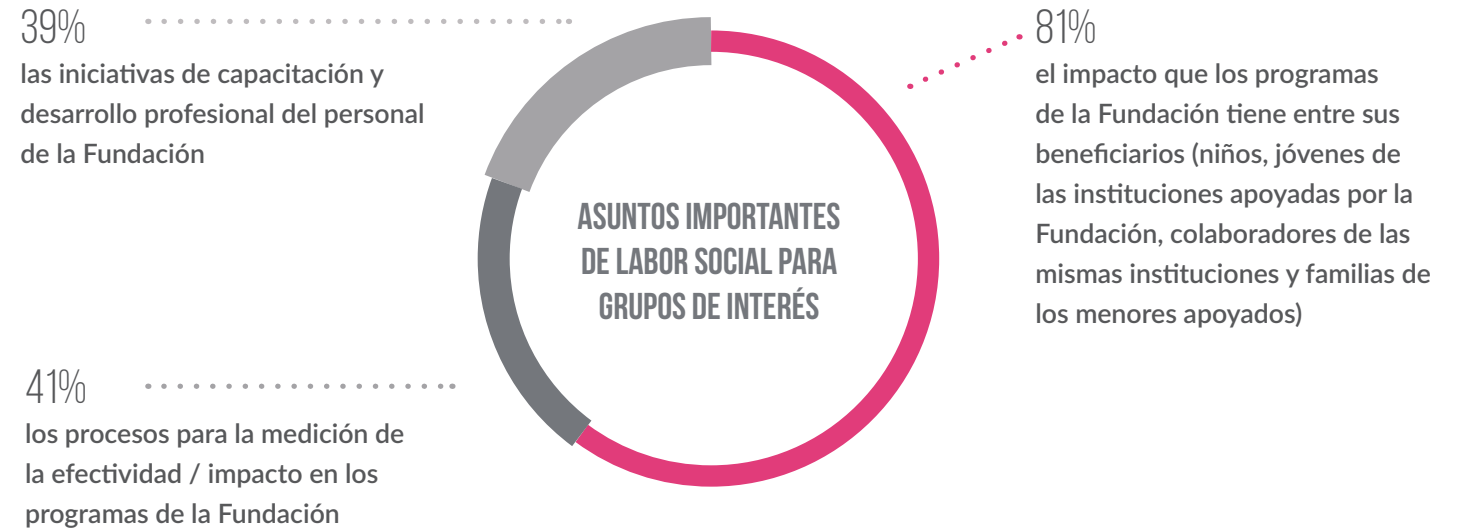 39%
las iniciativas de capacitación y
desarrollo profesional del personal
de la Fundación
41%
los procesos para la medición de
la efectividad / impacto en los
programas de la Fundación
ASUNTOS IMPORTANTES
DE LABOR SOCIAL PARA
GRUPOS DE INTERÉS
81%
el impacto que los programas
de la Fundación tiene entre sus
beneficiarios (niños, jóvenes de
las instituciones apoyadas por la
Fundación, colaboradores de las
mismas instituciones y familias de
los menores apoyados)